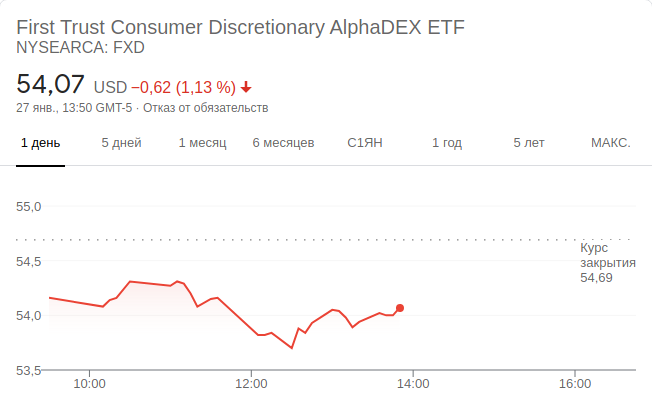 First Trust Consumer Discretionary AlphaDEX ETF
NYSEARCA: FXD
54,07 USD −0,62 (1,13 %)
27 янв., 13:50 GMT-5 · Отказ от обязательств
1 день 5 дней 1 месяц 6 месяцев С1ЯН 1 год 5 лет МАКС.
55,0
Курс
закрытия
54,69
54,5
54,0
53,5
10:00 12:00 14:00 16:00